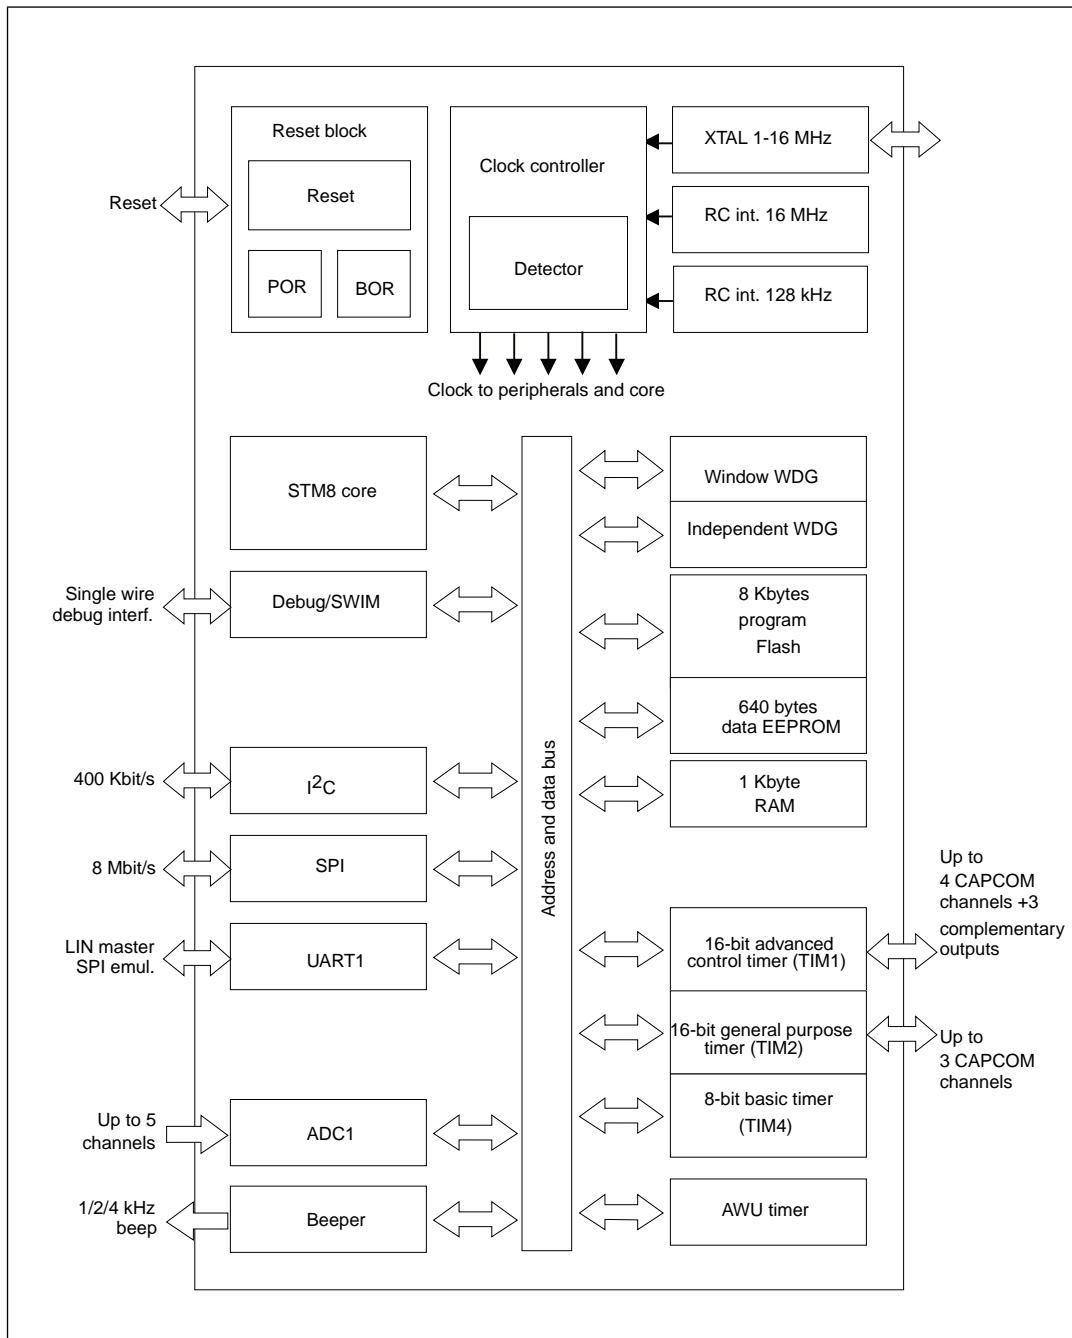 Reset block
Reset
POR
BOR
Reset
Clock controller
Detector
XTAL 1-16 MHz
RC int. 16 MHz
RC int. 128 kHz
Clock to peripherals and core
STM8 core
Single wire
debug interf.
Debug/SWIM
400 Kbit/s
I²C
8 Mbit/s
SPI
LIN master
SPI emul.
UART1
Up to 5
channels
ADC1
1/2/4 kHz
beep
Beeper
Address and data bus
Window WDG
Independent WDG
8 Kbytes
program
Flash
640 bytes
data EEPROM
1 Kbyte
RAM
16-bit advanced
control timer (TIM1)
Up to
4 CAPCOM
channels +3
complementary
outputs
16-bit general purpose
timer (TIM2)
Up to
3 CAPCOM
channels
8-bit basic timer
(TIM4)
AWU timer